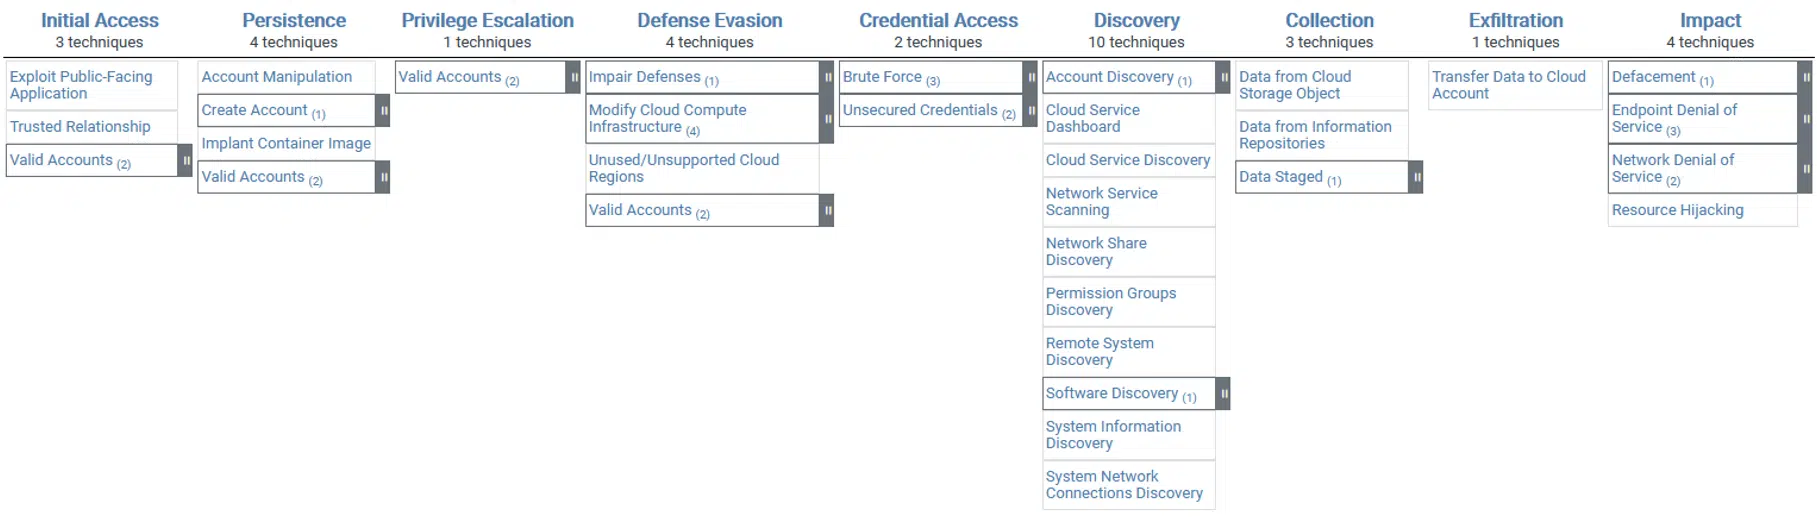 Initial Access
3 techniques
Exploit Public-Facing
Application
Trusted Relationship
Valid Accounts (2)
Persistence
4 techniques
Account Manipulation
Create Account (1)
Implant Container Image
Valid Accounts (2)
Privilege Escalation
1 techniques
Valid Accounts (2)
Defense Evasion
4 techniques
Impair Defenses (1)
Modify Cloud Compute
Infrastructure (4)
Unused/Unsupported Cloud
Regions
Valid Accounts (2)
Credential Access
2 techniques
Brute Force (3)
Unsecured Credentials (2)
Discovery
10 techniques
Account Discovery (1)
Cloud Service
Dashboard
Cloud Service Discovery
Network Service
Scanning
Network Share
Discovery
Permission Groups
Discovery
Remote System
Discovery
Software Discovery (1)
System Information
Discovery
System Network
Connections Discovery
Collection
3 techniques
Data from Cloud
Storage Object
Data from Information
Repositories
Data Staged (1)
Exfiltration
1 techniques
Transfer Data to Cloud
Account
Impact
4 techniques
Defacement (1)
Endpoint Denial of
Service (3)
Network Denial of
Service (2)
Resource Hijacking